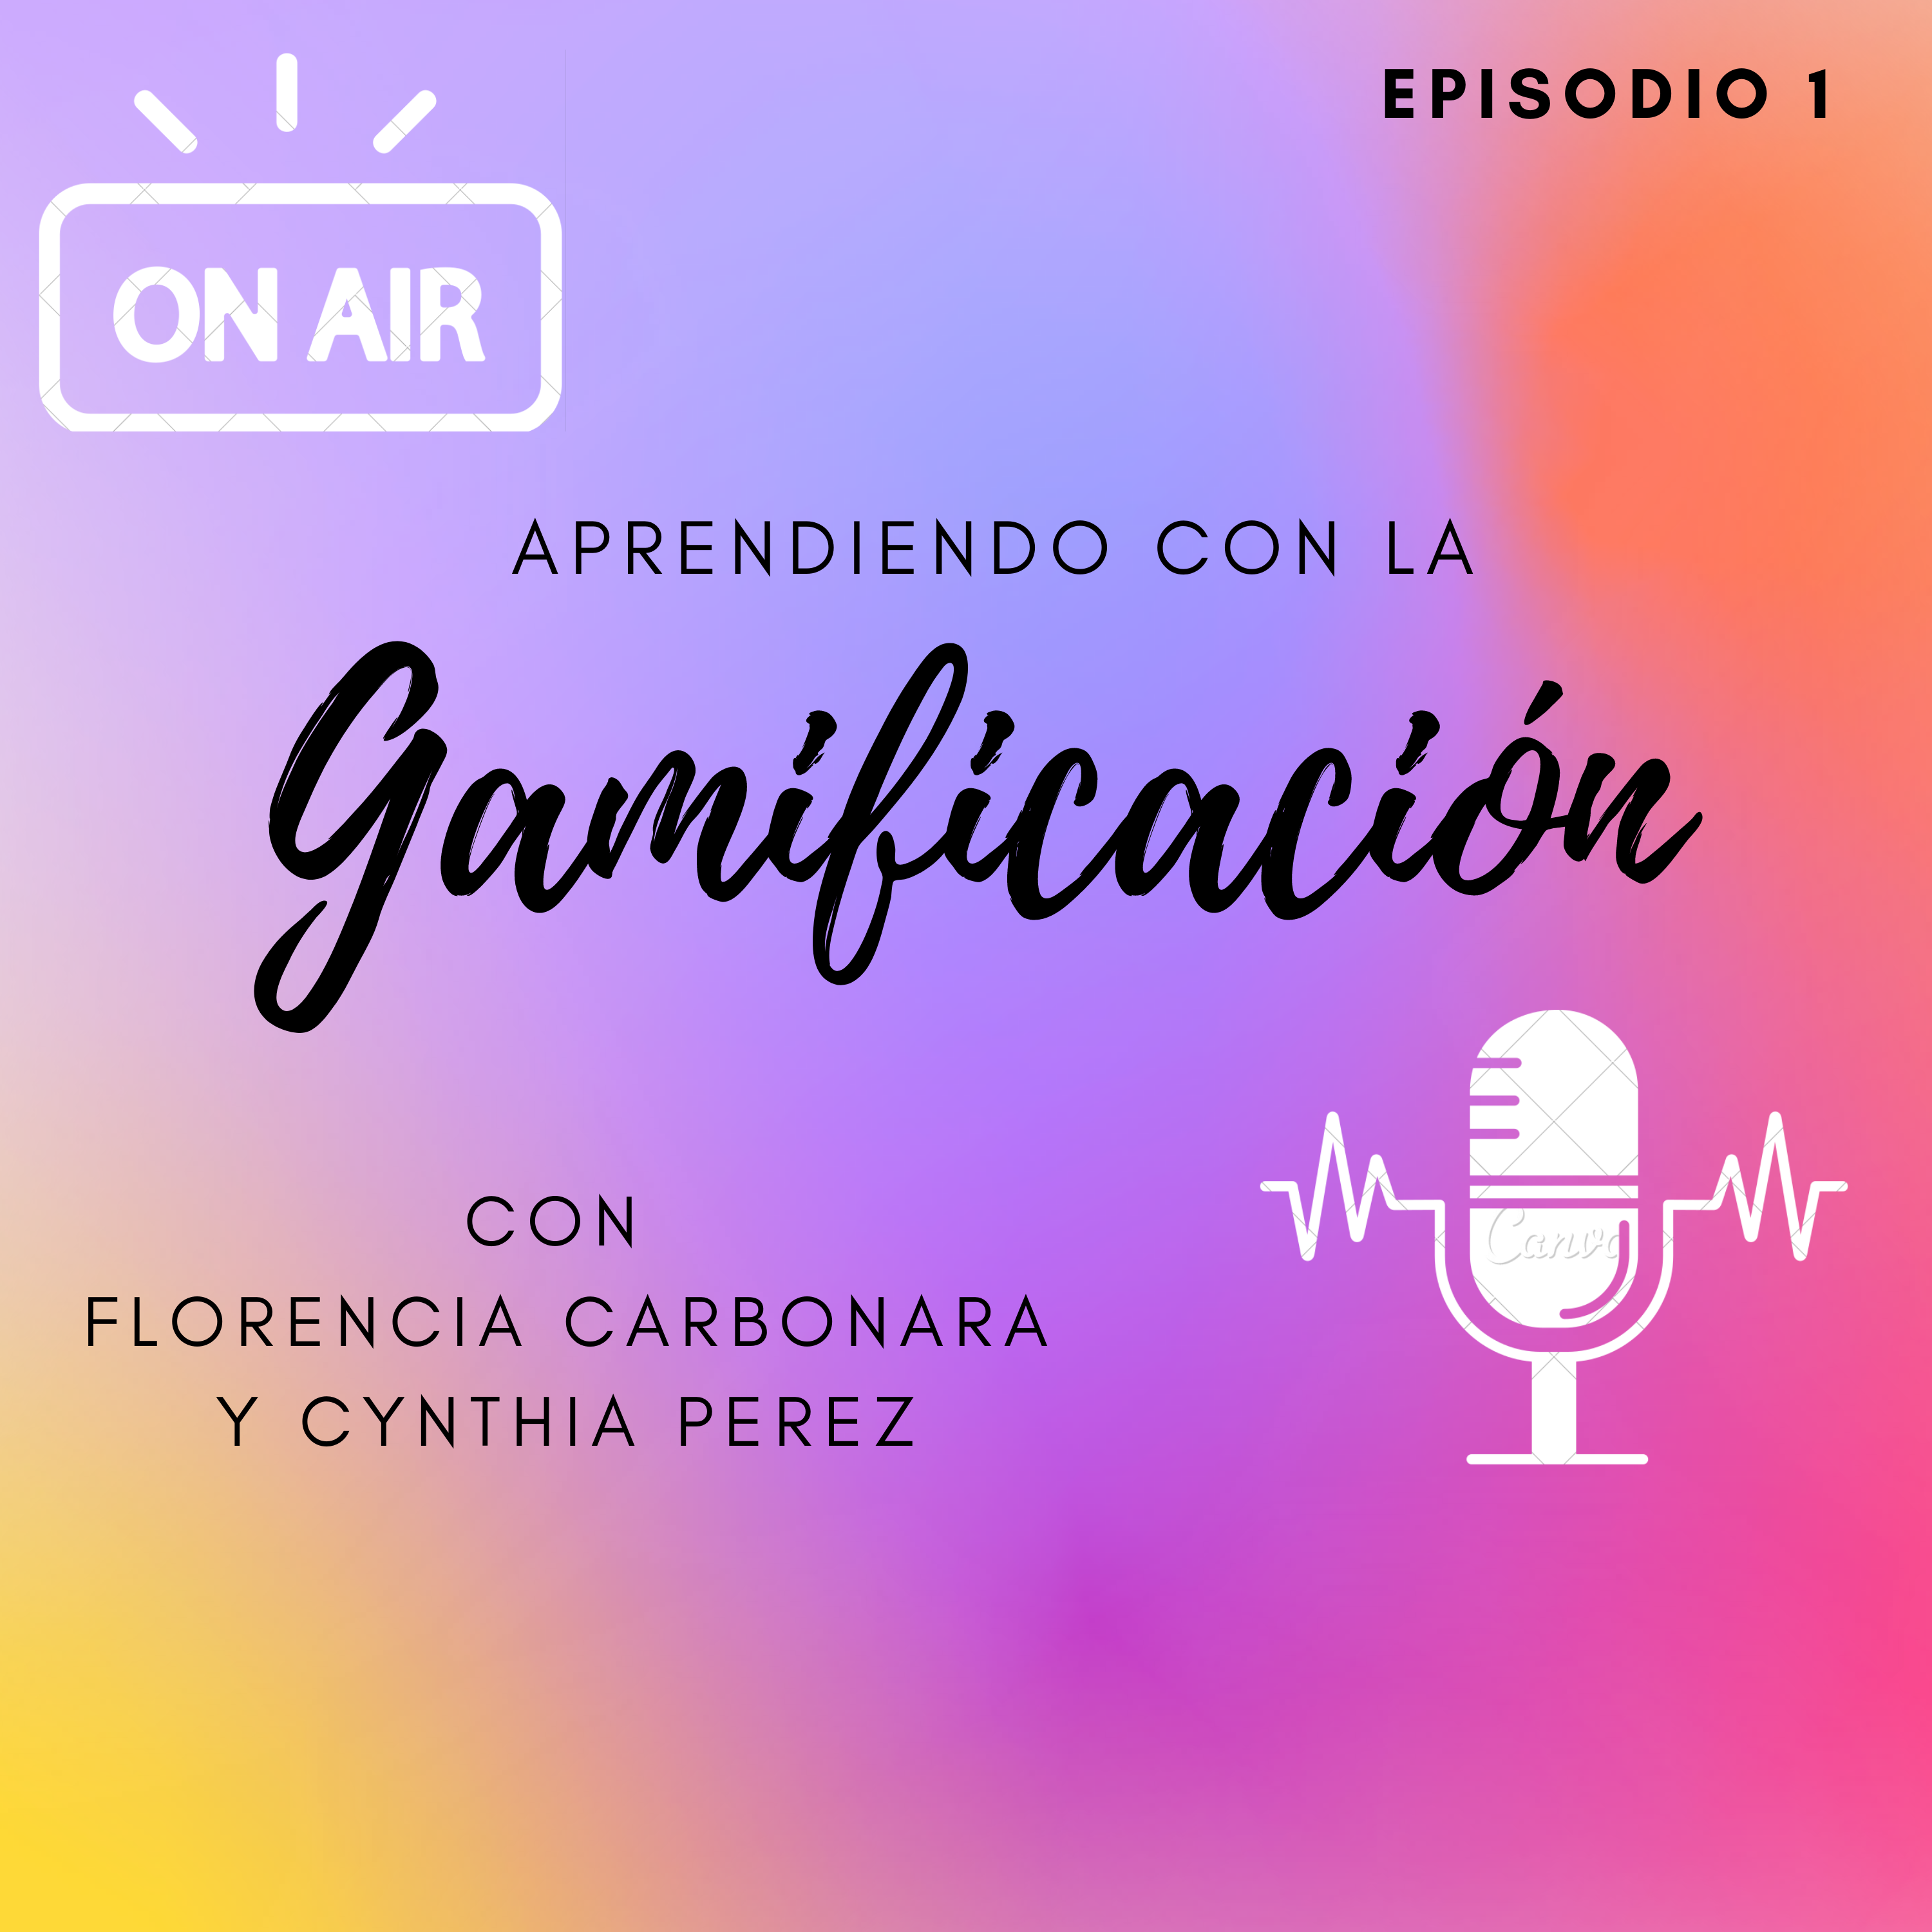 EPISODIO 1
ON AIR
APRENDIENDO CON LA
Gamificación
CON
FLORENCIA CARBONARA
Y CYNTHIA PEREZ
Canva